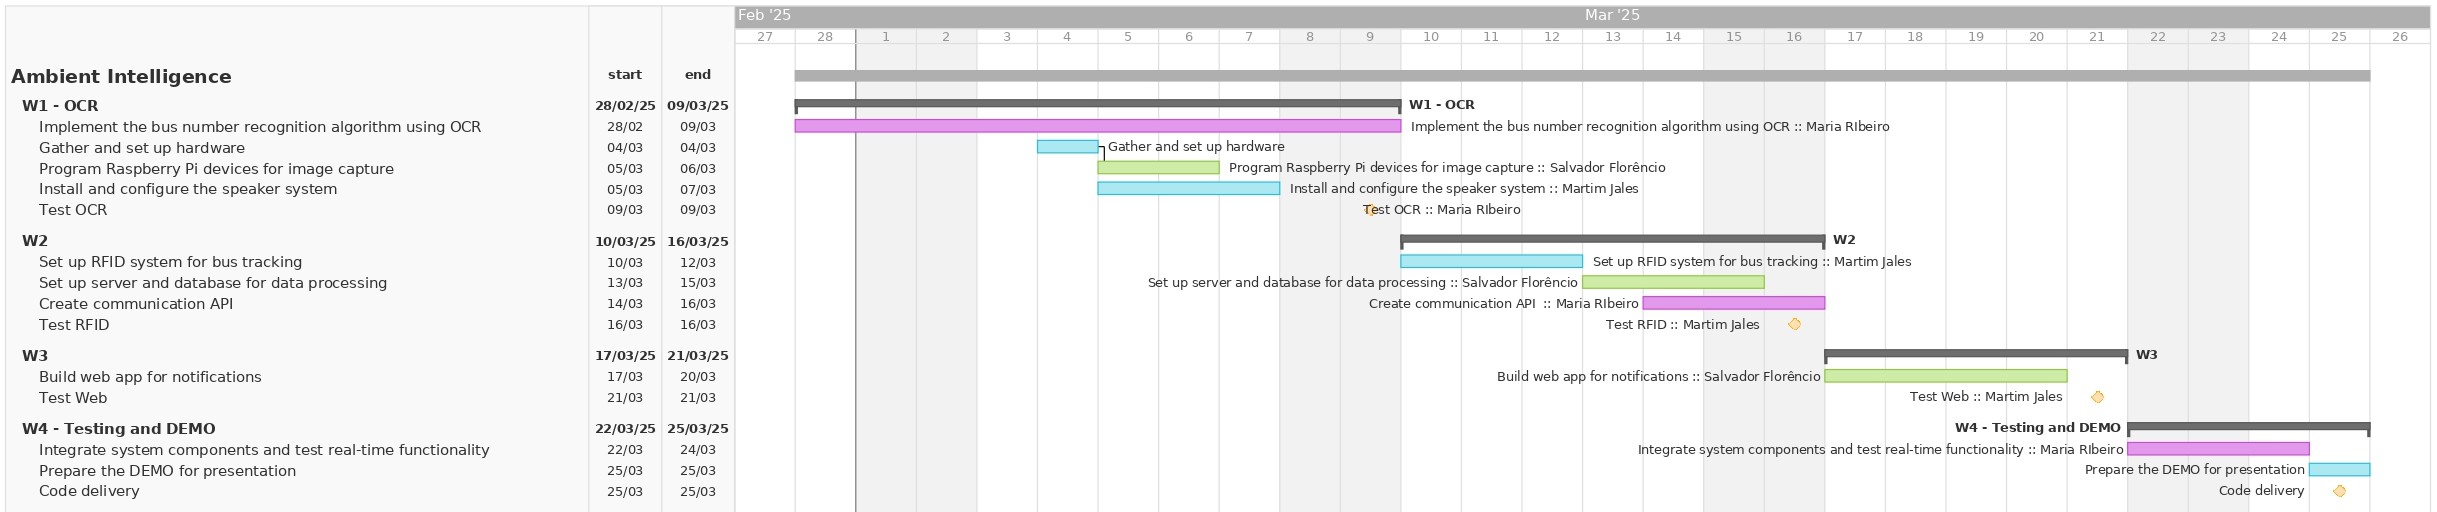 Feb '25 Mar '25
27 28 1 2 3 4 5 6 7 8 9 10 11 12 13 14 15 16 17 18 19 20 21 22 23 24 25 26
Ambient Intelligence start end
W1 - OCR 28/02/25 09/03/25 W1 - OCR
Implement the bus number recognition algorithm using OCR 28/02 09/03 Implement the bus number recognition algorithm using OCR :: Maria RIbeiro
Gather and set up hardware 04/03 04/03 Gather and set up hardware
Program Raspberry Pi devices for image capture 05/03 06/03 Program Raspberry Pi devices for image capture :: Salvador Florêncio
Install and configure the speaker system 05/03 07/03 Install and configure the speaker system :: Martim Jales
Test OCR 09/03 09/03 Test OCR :: Maria RIbeiro
W2 10/03/25 16/03/25 W2
Set up RFID system for bus tracking 10/03 12/03 Set up RFID system for bus tracking :: Martim Jales
Set up server and database for data processing 13/03 15/03 Set up server and database for data processing :: Salvador Florêncio
Create communication API 14/03 16/03 Create communication API :: Maria RIbeiro
Test RFID 16/03 16/03 Test RFID :: Martim Jales
W3 17/03/25 21/03/25 W3
Build web app for notifications 17/03 20/03 Build web app for notifications :: Salvador Florêncio
Test Web 21/03 21/03 Test Web :: Martim Jales
W4 - Testing and DEMO 22/03/25 25/03/25 W4 - Testing and DEMO
Integrate system components and test real-time functionality 22/03 24/03 Integrate system components and test real-time functionality :: Maria RIbeiro
Prepare the DEMO for presentation 25/03 25/03 Prepare the DEMO for presentation
Code delivery 25/03 25/03 Code delivery